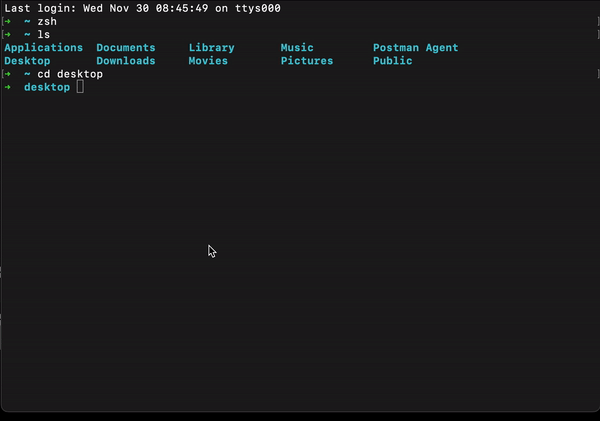 Last login: Wed Nov 30 08:45:49 on ttys000
[➜  ~ zsh ]
[➜  ~ ls ]
Applications  Documents     Library       Music         Postman Agent
Desktop       Downloads     Movies        Pictures      Public
[➜  ~ cd desktop ]
➜  desktop